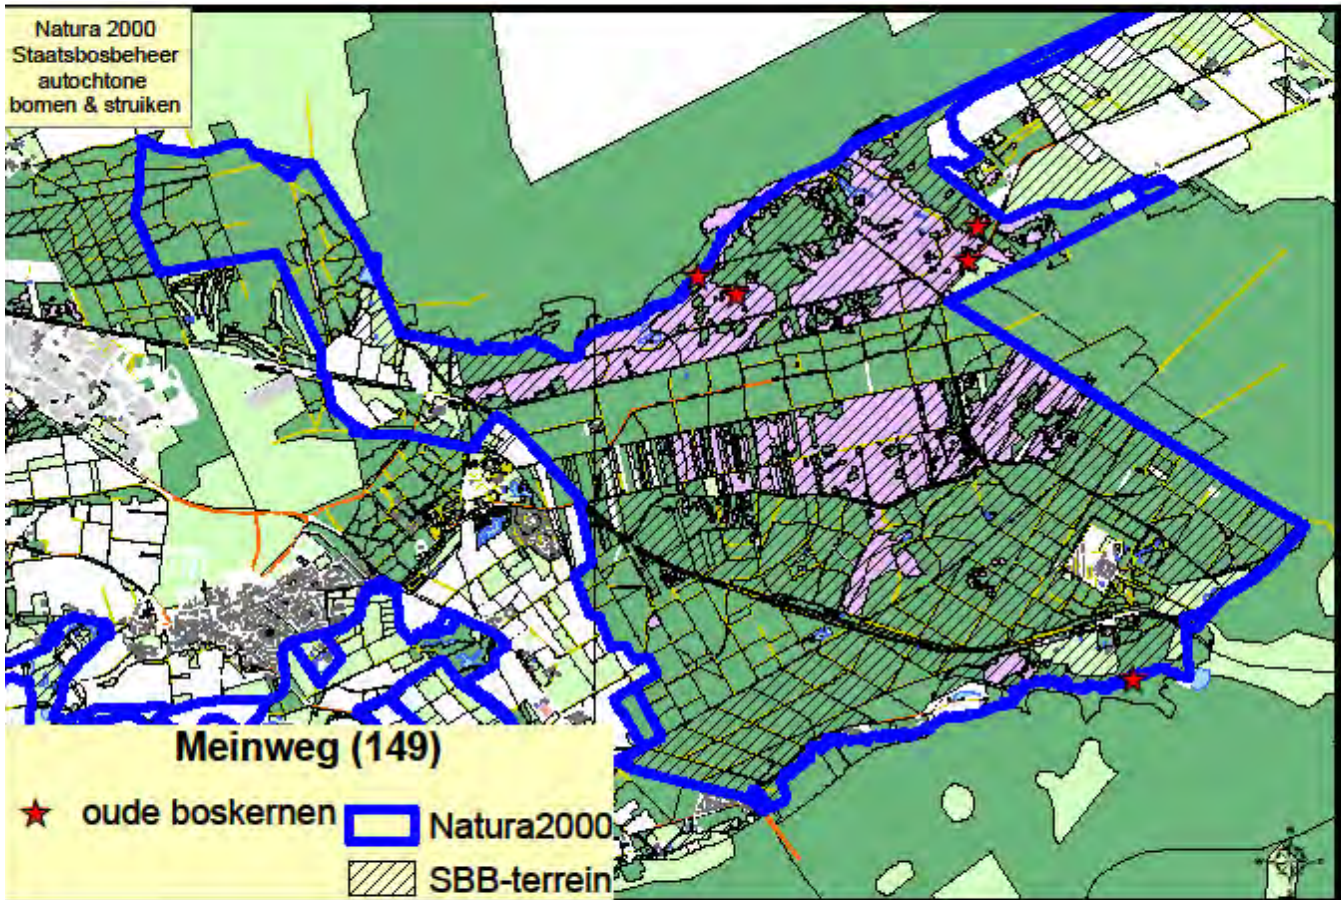 Natura 2000
Staatsbosbeheer
autochtone
bomen & struiken
Meinweg (149)
oude boskernen
Natura2000
SBB-terrein